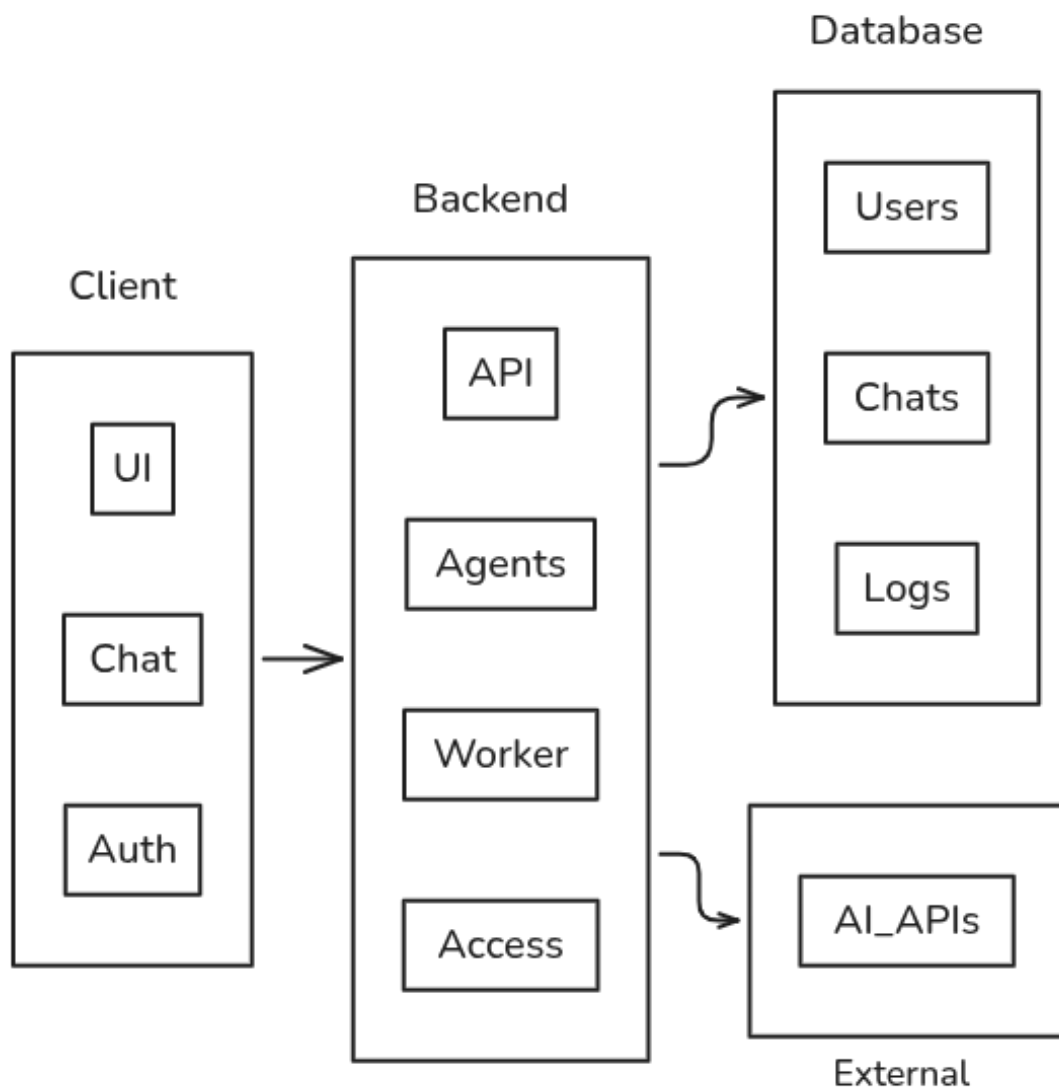 Client
UI
Chat
Auth
Backend
API
Agents
Worker
Access
Database
Users
Chats
Logs
AI_APIs
External